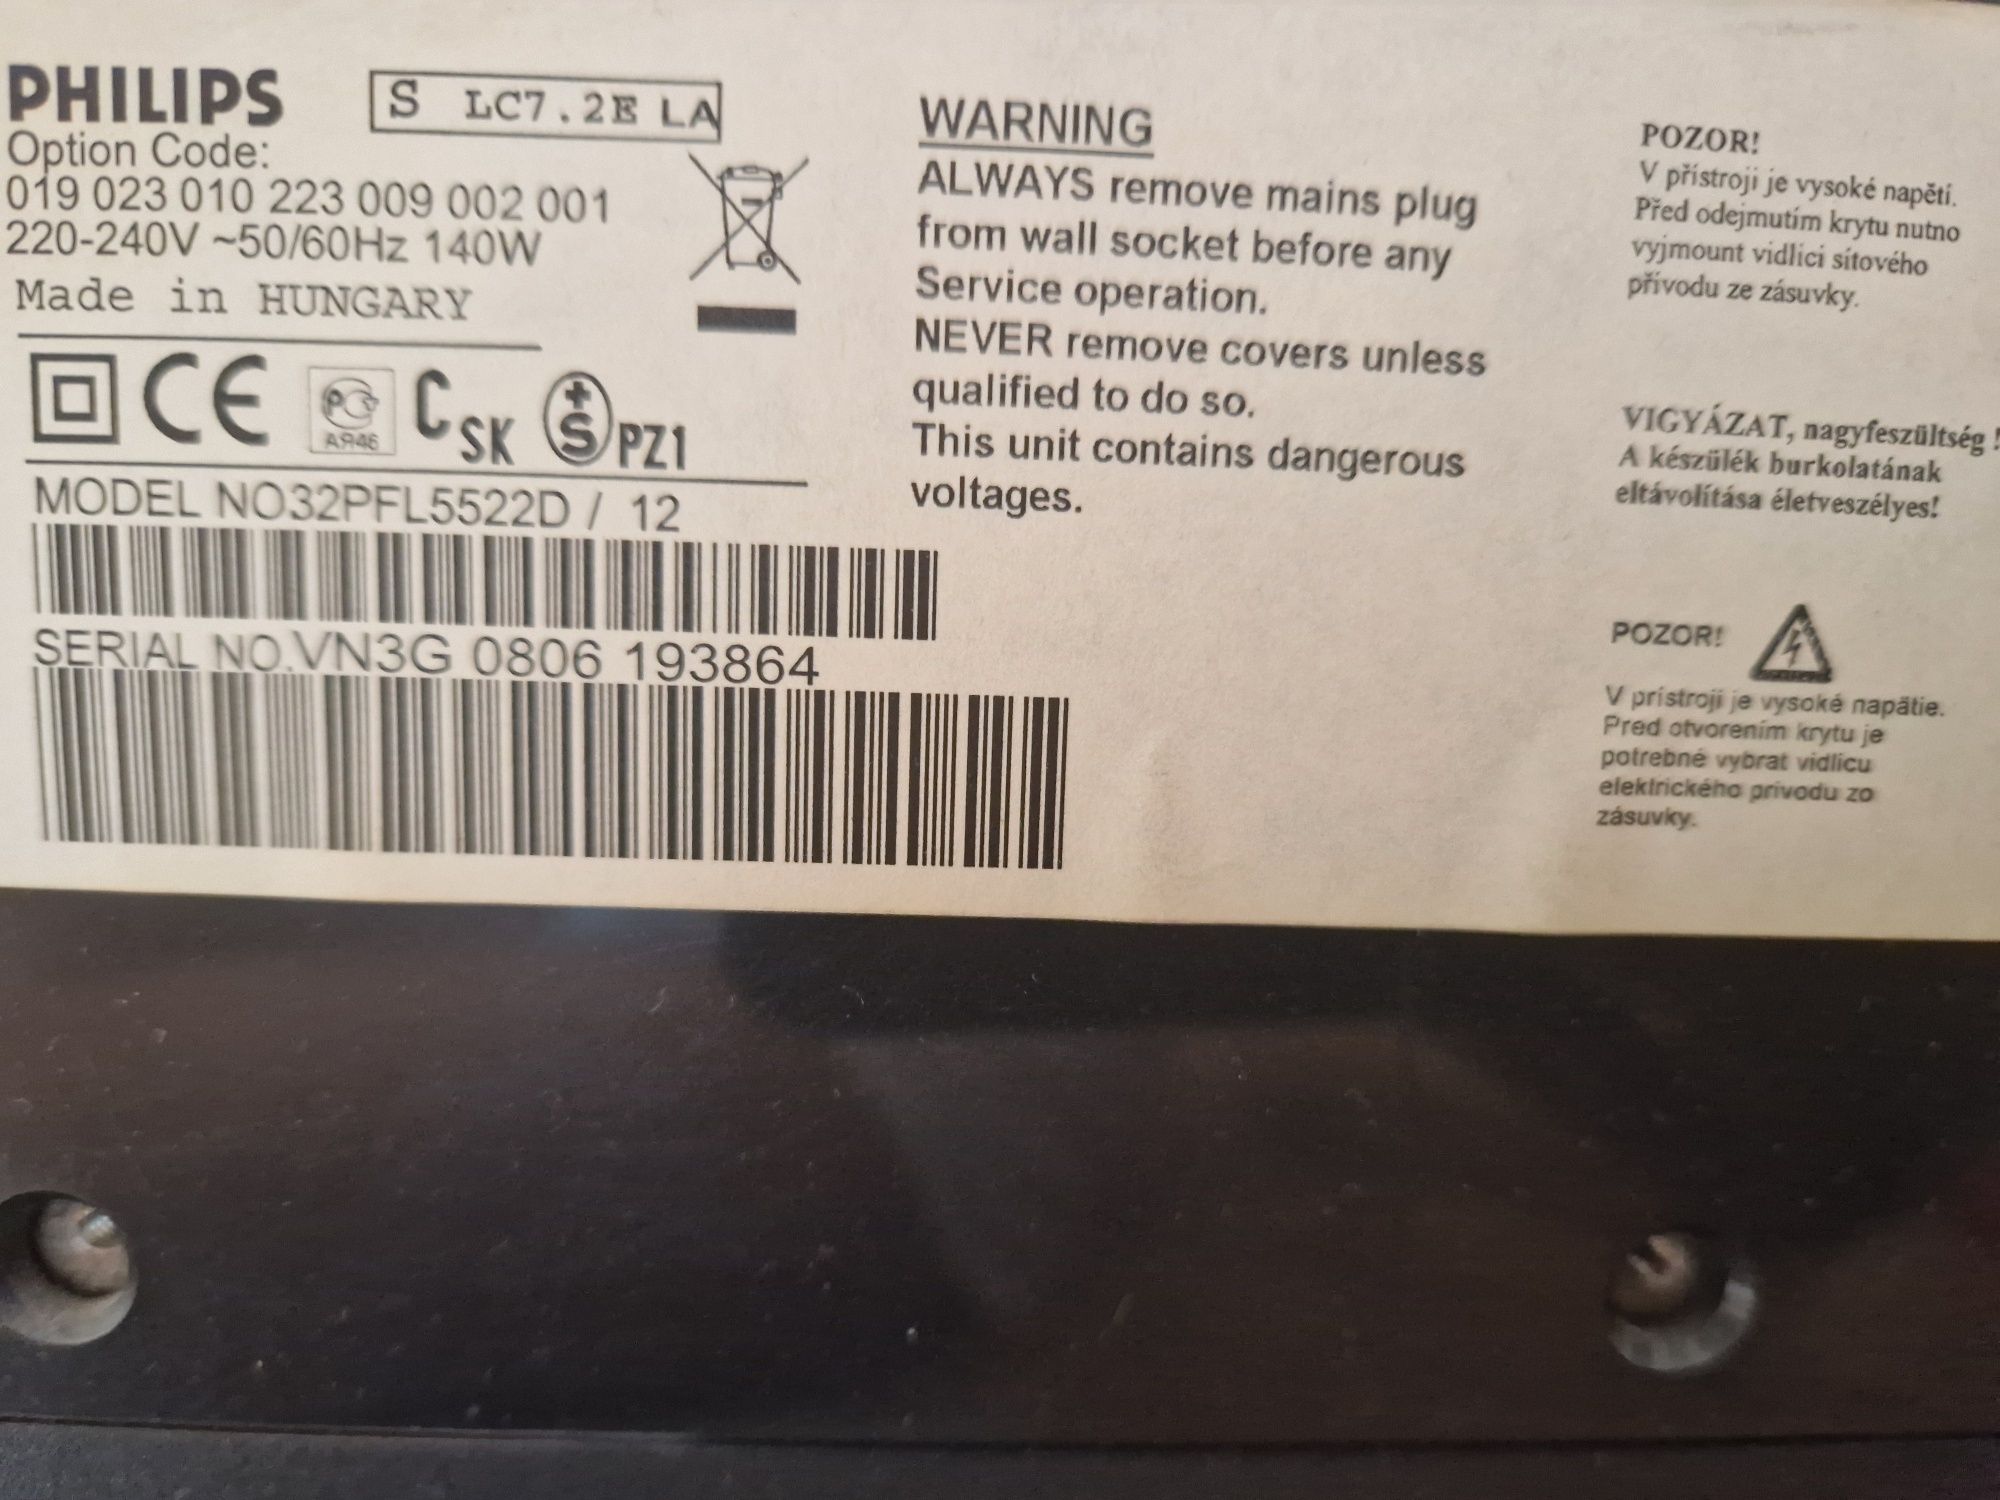 PHILIPS
S LC7.2E LA
Option Code:
019 023 010 223 009 002 001
220-240V ~50/60Hz 140W
Made in HUNGARY
CE
PC
АЯ46
CSK
+S PZ1
MODEL NO32PFL5522D / 12
SERIAL NO.VN3G 0806 193864
WARNING
ALWAYS remove mains plug
from wall socket before any
Service operation.
NEVER remove covers unless
qualified to do so.
This unit contains dangerous
voltages.
POZOR!
V přístroji je vysoké napětí.
Před odejmutím krytu nutno
vyjmount vidlici síťového
přívodu ze zásuvky.
VIGYÁZAT, nagyfeszültség !
A készülék burkolatának
eltávolítása életveszélyes!
POZOR!
V prístroji je vysoké napätie.
Pred otvorením krytu je
potrebné vybrat vidlicu
elektrického prívodu zo
zásuvky.